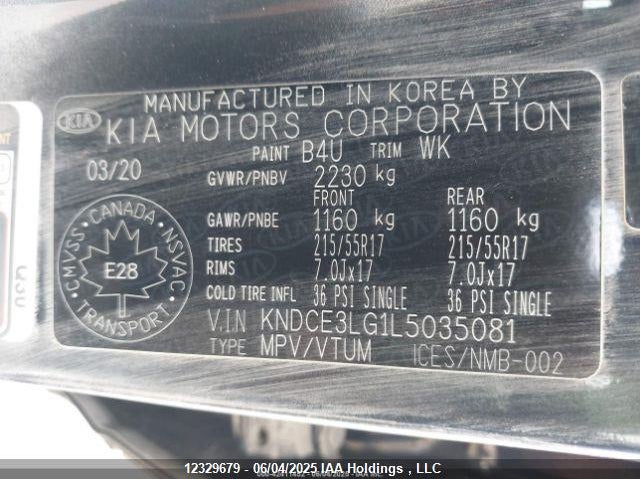 MANUFACTURED IN KOREA BY
KIA KIA MOTORS CORPORATION
03/20 PAINT B4U TRIM WK
GVWR/PNBV 2230 kg
FRONT REAR
GAWR/PNBE 1160 kg 1160 kg
TIRES 215/55R17 215/55R17
RIMS 7.0Jx17 7.0Jx17
COLD TIRE INFL 36 PSI SINGLE 36 PSI SINGLE
V.I.N KNDCE3LG1L5035081
TYPE MPV/VTUM ICES/NMB-002
CMVSS · CANADA · NSVAC
E28
TRANSPORT
12329679 - 06/04/2025 IAA Holdings , LLC